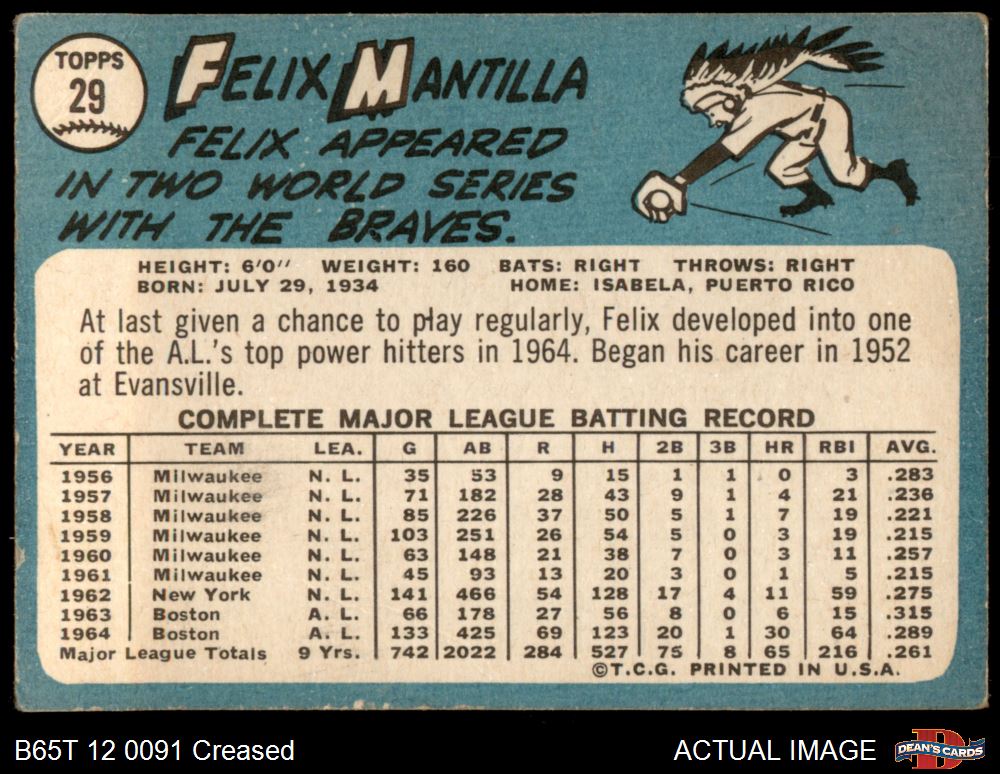 TOPPS
29
FELIX MANTILLA
FELIX APPEARED
IN TWO WORLD SERIES
WITH THE BRAVES.
HEIGHT: 6'0" WEIGHT: 160 BATS: RIGHT THROWS: RIGHT
BORN: JULY 29, 1934 HOME: ISABELA, PUERTO RICO
At last given a chance to play regularly, Felix developed into one
of the A.L.'s top power hitters in 1964. Began his career in 1952
at Evansville.
COMPLETE MAJOR LEAGUE BATTING RECORD
YEAR TEAM LEA. G AB R H 2B 3B HR RBI AVG.
1956 Milwaukee N. L. 35 53 9 15 1 1 0 3 .283
1957 Milwaukee N. L. 71 182 28 43 9 1 4 21 .236
1958 Milwaukee N. L. 85 226 37 50 5 1 7 19 .221
1959 Milwaukee N. L. 103 251 26 54 5 0 3 19 .215
1960 Milwaukee N. L. 63 148 21 38 7 0 3 11 .257
1961 Milwaukee N. L. 45 93 13 20 3 0 1 5 .215
1962 New York N. L. 141 466 54 128 17 4 11 59 .275
1963 Boston A. L. 66 178 27 56 8 0 6 15 .315
1964 Boston A. L. 133 425 69 123 20 1 30 64 .289
Major League Totals 9 Yrs. 742 2022 284 527 75 8 65 216 .261
©T.C.G. PRINTED IN U.S.A.
B65T 12 0091 Creased ACTUAL IMAGE DEAN'S CARDS